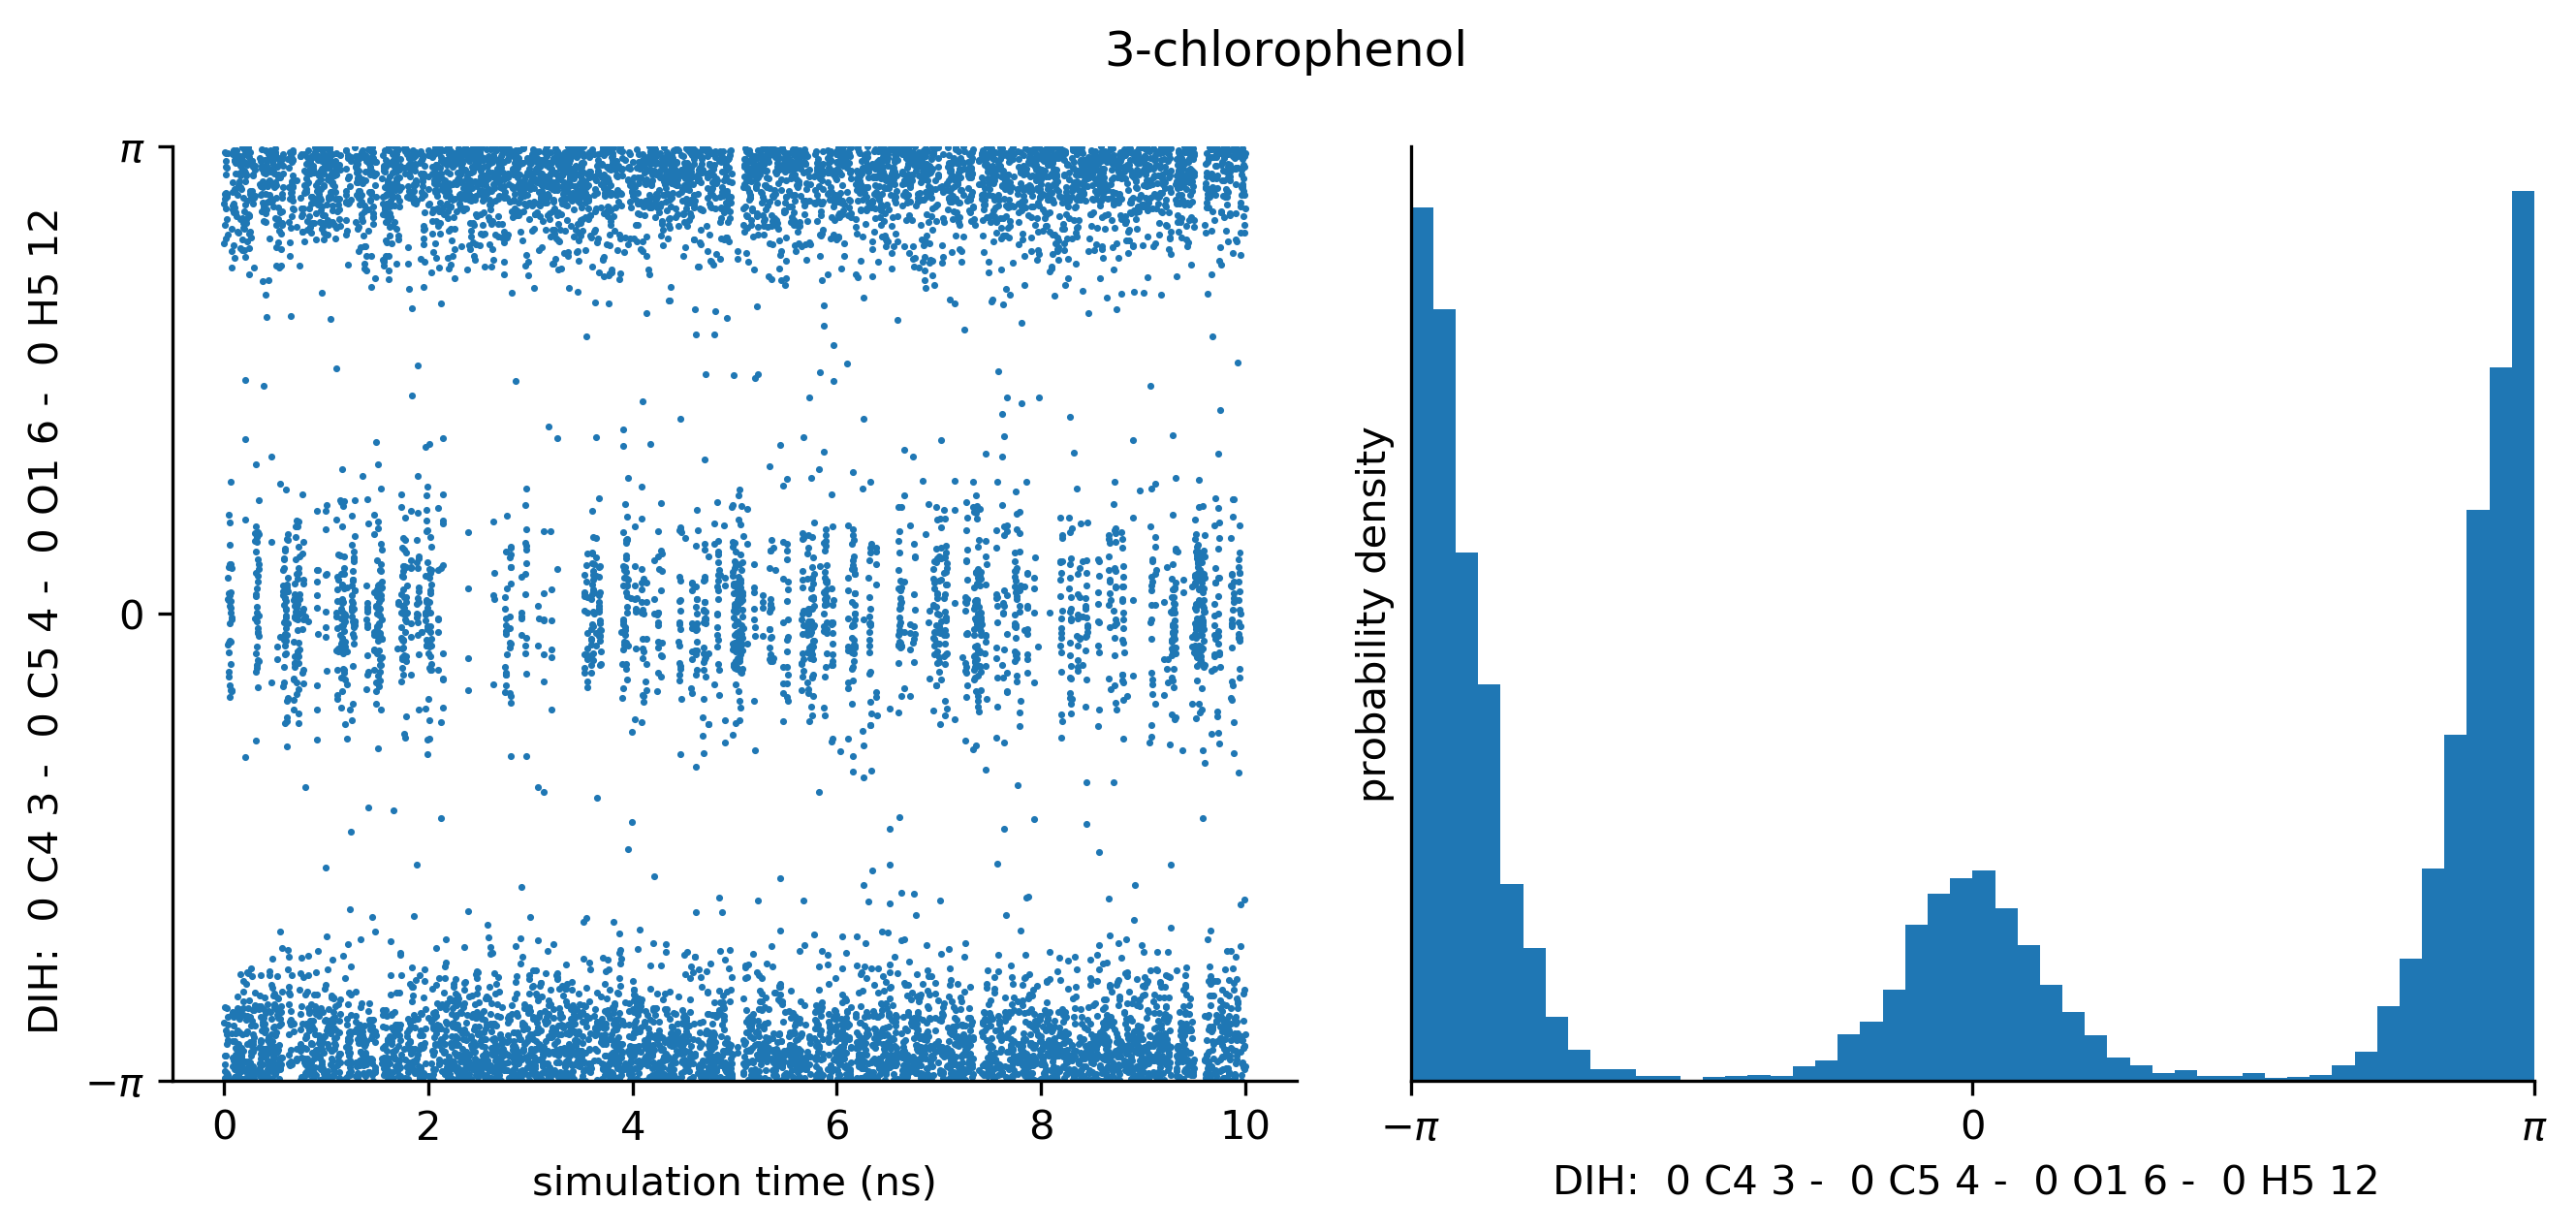 3-chlorophenol
DIH:  0 C4 3 -  0 C5 4 -  0 O1 6 -  0 H5 12
π
0
−π
0 2 4 6 8 10
simulation time (ns)
probability density
−π 0 π
DIH:  0 C4 3 -  0 C5 4 -  0 O1 6 -  0 H5 12